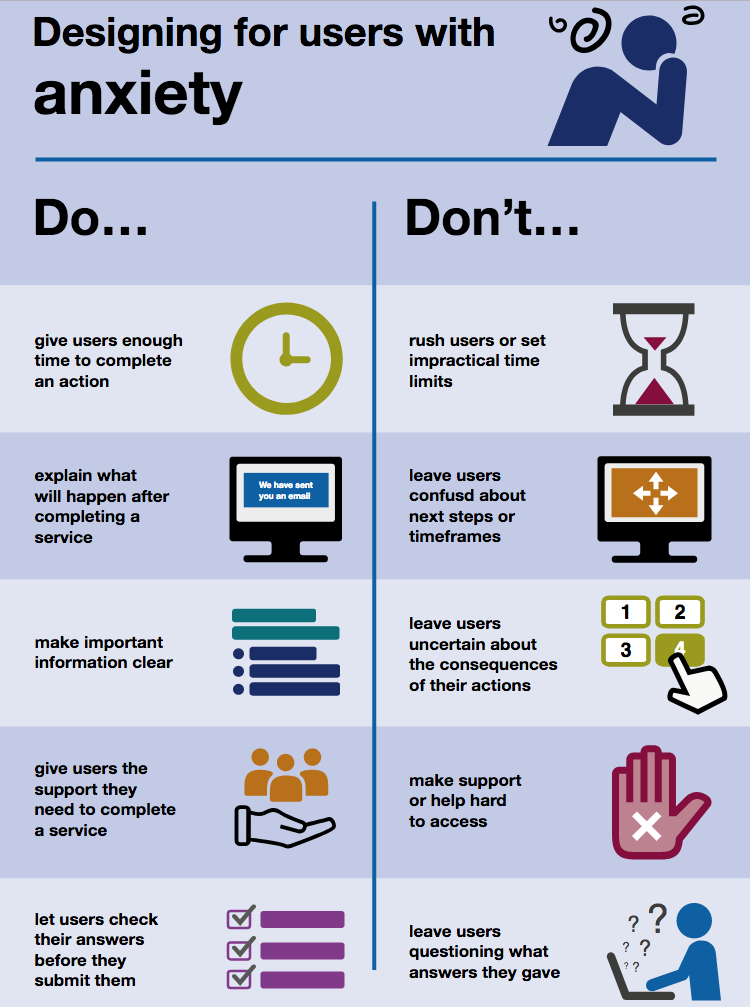 Designing for users with
anxiety
Do...
Don't...
give users enough
time to complete
an action
rush users or set
impractical time
limits
explain what
will happen after
completing a
service
We have sent
you an email
leave users
confusd about
next steps or
timeframes
make important
information clear
leave users
uncertain about
the consequences
of their actions
1
2
3
4
give users the
support they
need to complete
a service
make support
or help hard
to access
let users check
their answers
before they
submit them
leave users
questioning what
answers they gave
? ?
? ?
? ?